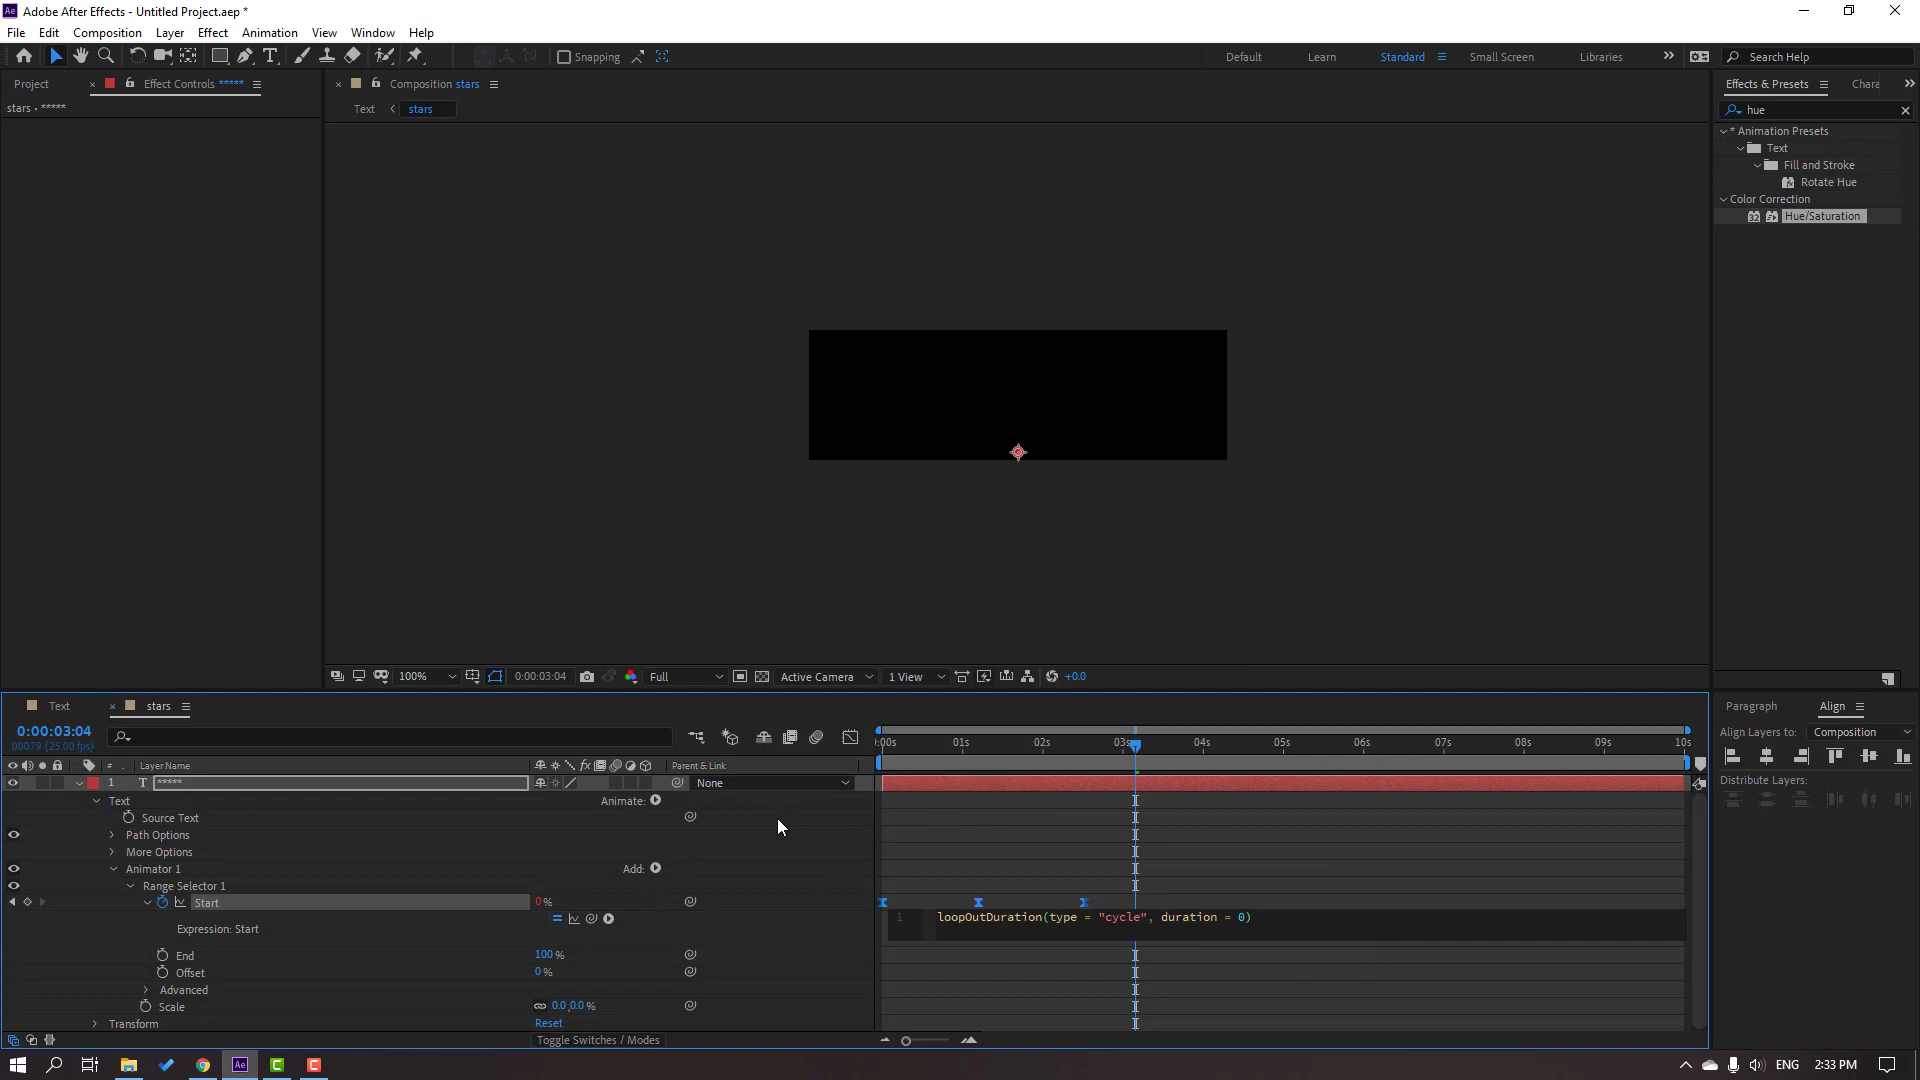 Adobe After Effects - Untitled Project.aep *
File Edit Composition Layer Effect Animation View Window Help
Snapping
Default Learn Standard Small Screen Libraries Search Help
Project Effect Controls ***** Composition stars Effects & Presets Chara
stars • ***** Text stars hue
* Animation Presets
Text
Fill and Stroke
Rotate Hue
Color Correction
32 Hue/Saturation
100% 0:00:03:04 Full Active Camera 1 View +0.0
Text stars Paragraph Align
0:00:03:04
00079 (25.00 fps)
Align Layers to: Composition
:00s 01s 02s 03s 04s 05s 06s 07s 08s 09s 10s
# . Layer Name Parent & Link
1 T ***** None
Distribute Layers:
Text Animate:
Source Text
Path Options
More Options
Animator 1 Add:
Range Selector 1
Start 0%
1 loopOutDuration(type = "cycle", duration = 0)
Expression: Start
End 100%
Offset 0%
Advanced
Scale 0.0,0.0%
Transform Reset
Toggle Switches / Modes
ENG 2:33 PM